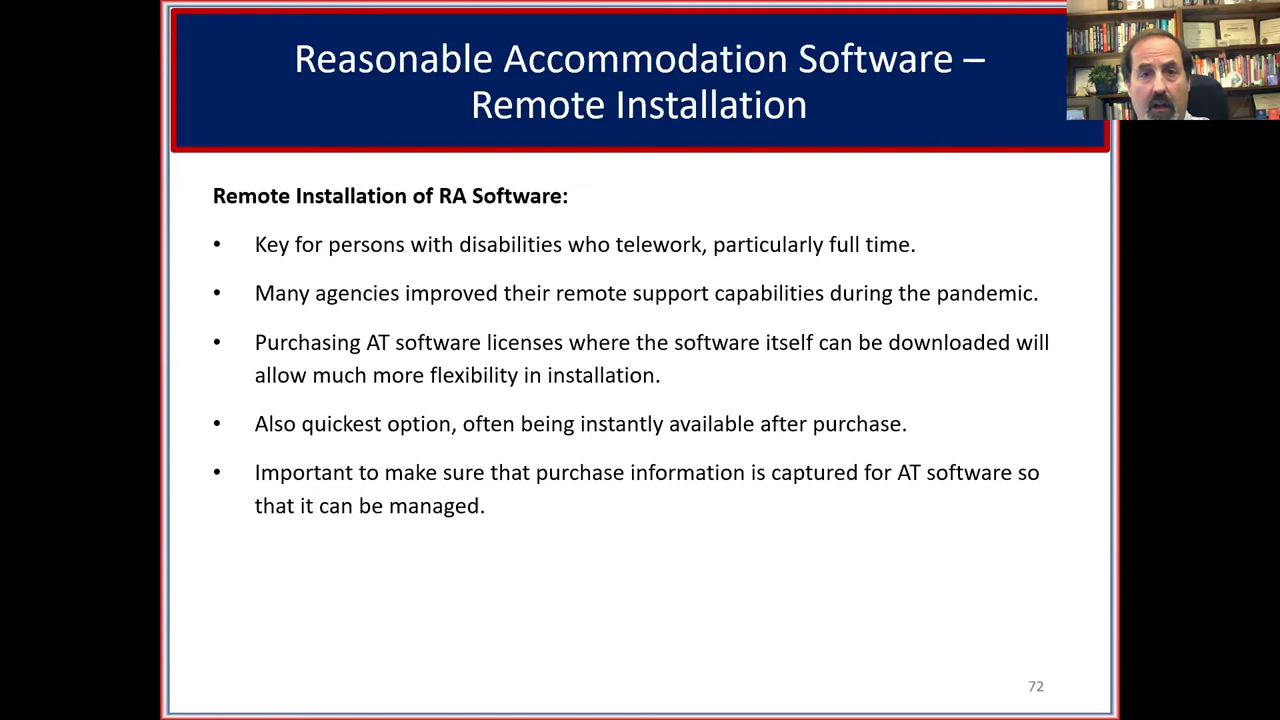 Reasonable Accommodation Software –
Remote Installation
Remote Installation of RA Software:
• Key for persons with disabilities who telework, particularly full time.
• Many agencies improved their remote support capabilities during the pandemic.
• Purchasing AT software licenses where the software itself can be downloaded will
allow much more flexibility in installation.
• Also quickest option, often being instantly available after purchase.
• Important to make sure that purchase information is captured for AT software so
that it can be managed.
72